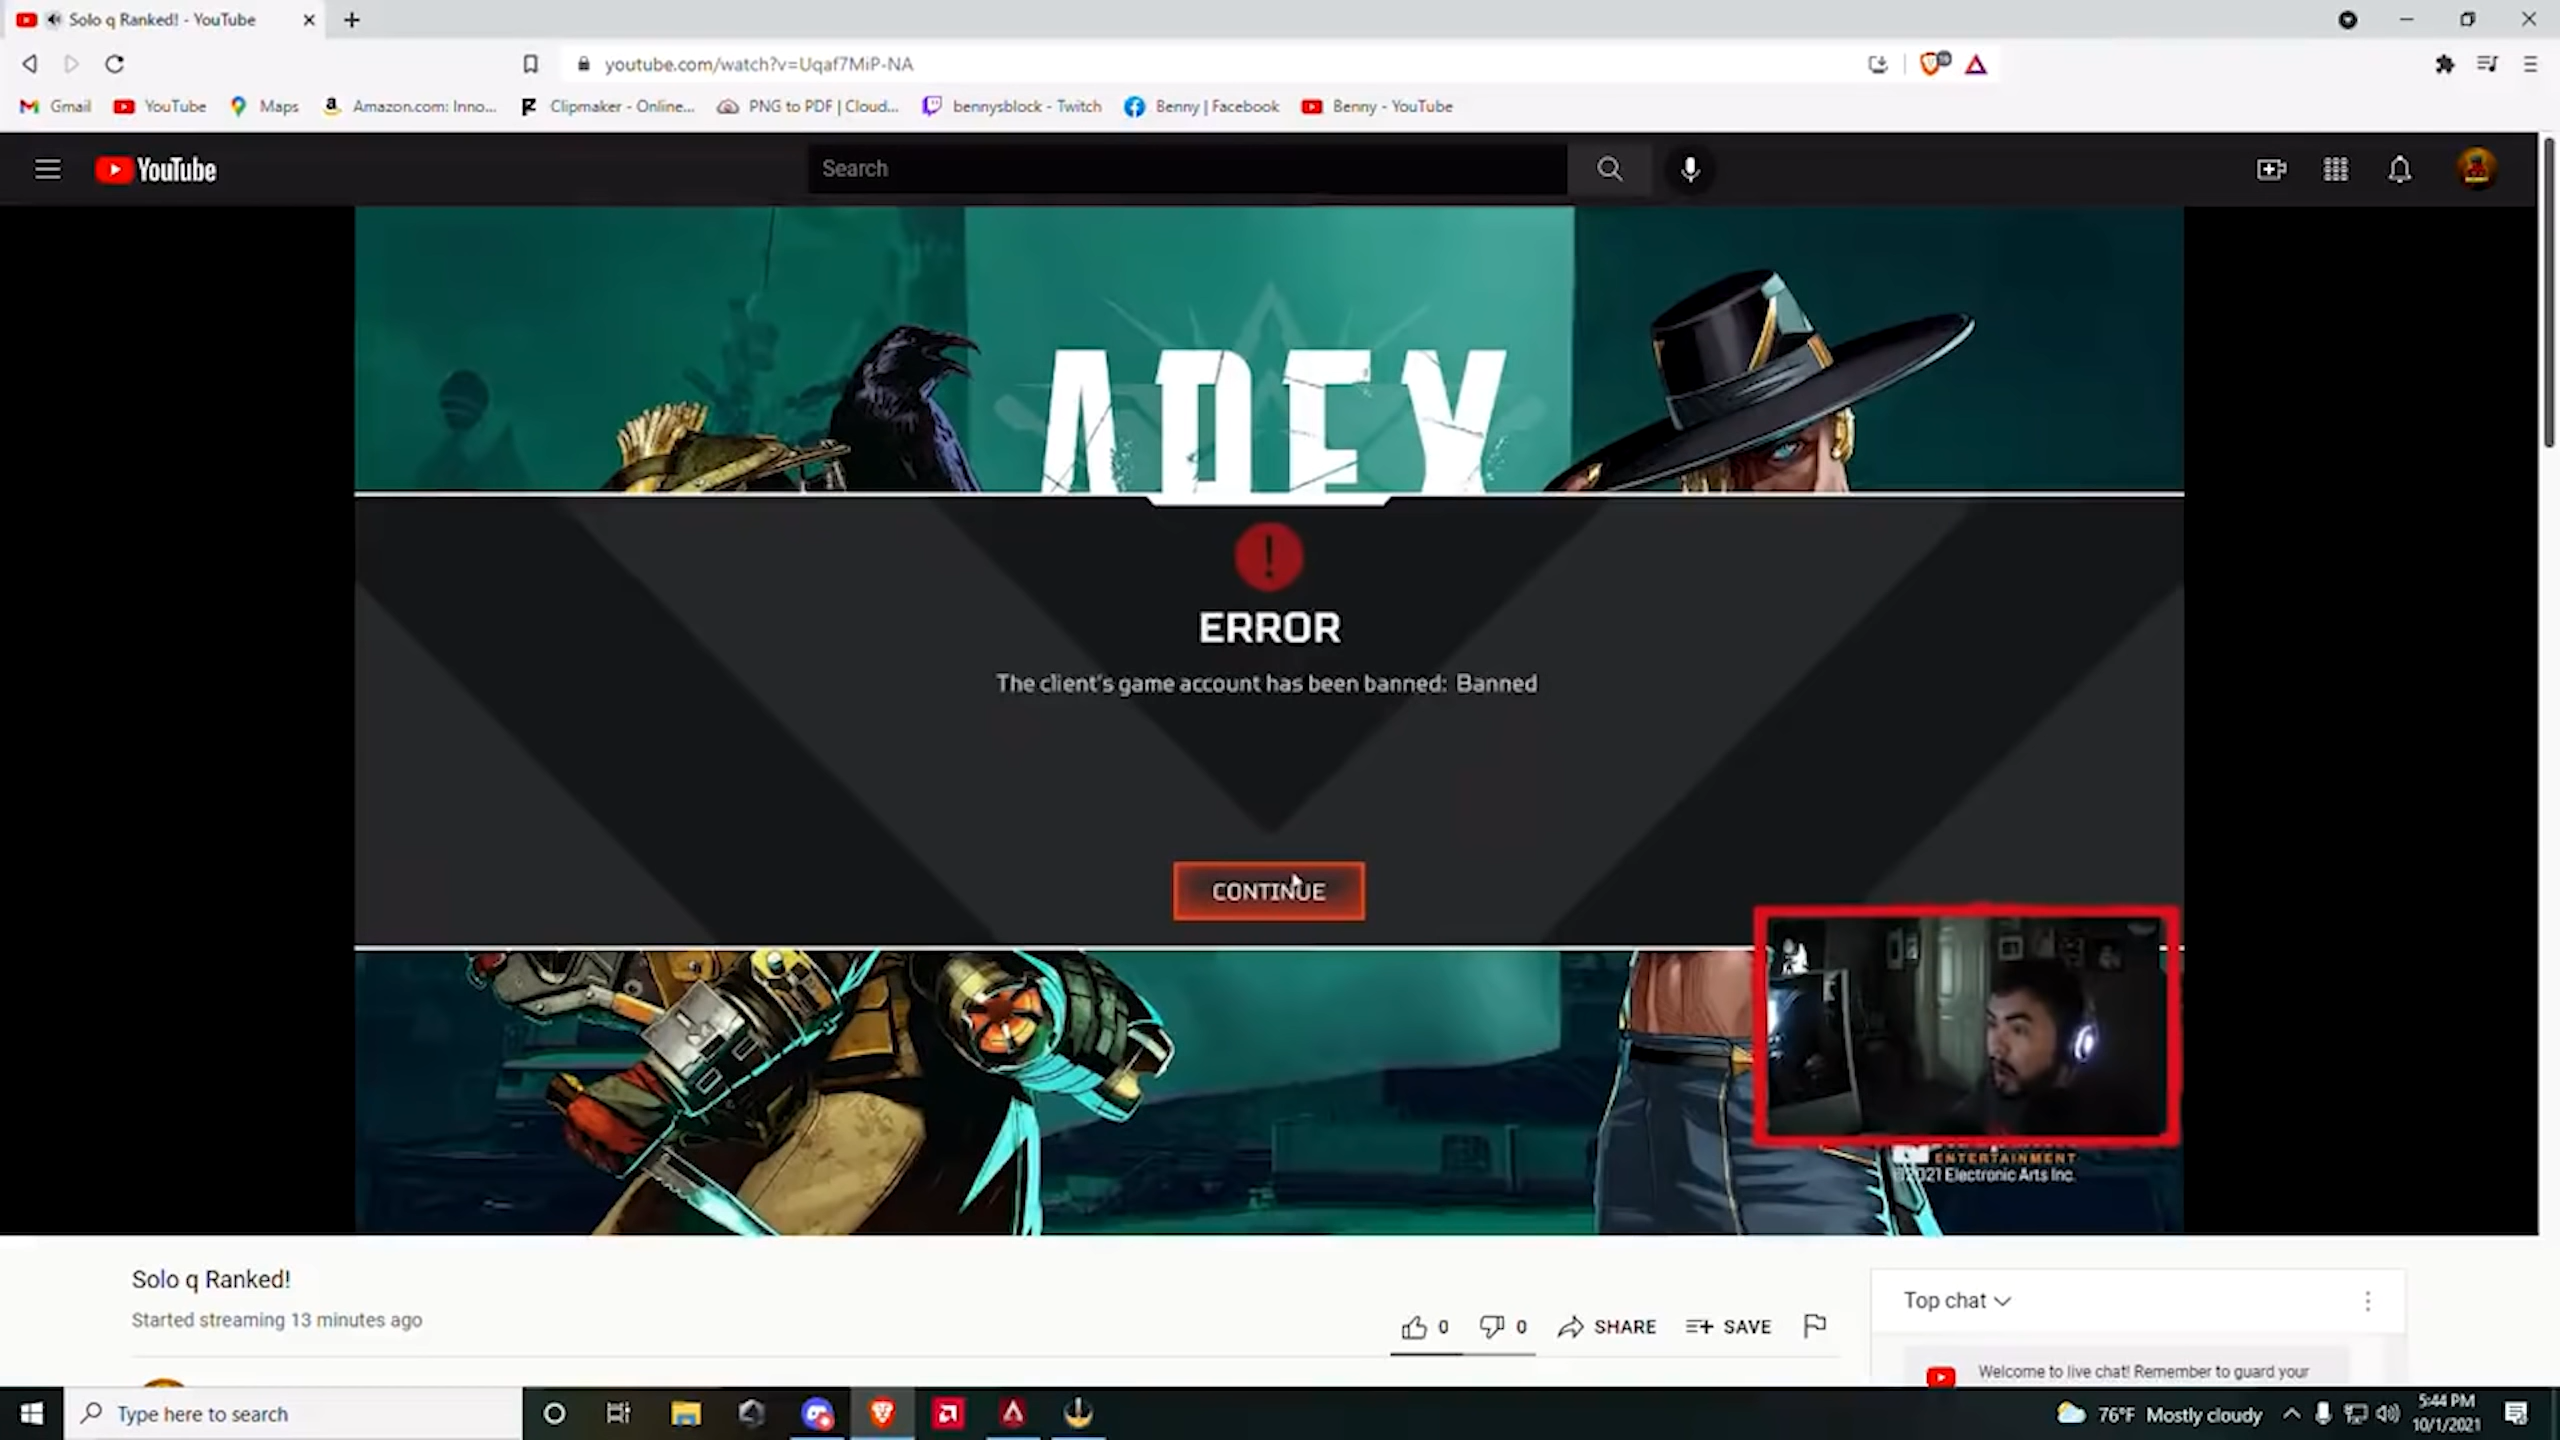 Solo q Ranked! - YouTube
youtube.com/watch?v=Uqaf7MiP-NA
Gmail YouTube Maps Amazon.com: Inno... Clipmaker - Online... PNG to PDF | Cloud... bennysblock - Twitch Benny | Facebook Benny - YouTube
YouTube
Search
APEX
ERROR
The client's game account has been banned: Banned
CONTINUE
ENTERTAINMENT
©2021 Electronic Arts Inc.
Solo q Ranked!
Started streaming 13 minutes ago
0 0 SHARE SAVE
Top chat
Welcome to live chat! Remember to guard your
Type here to search
76°F Mostly cloudy
5:44 PM
10/1/2021